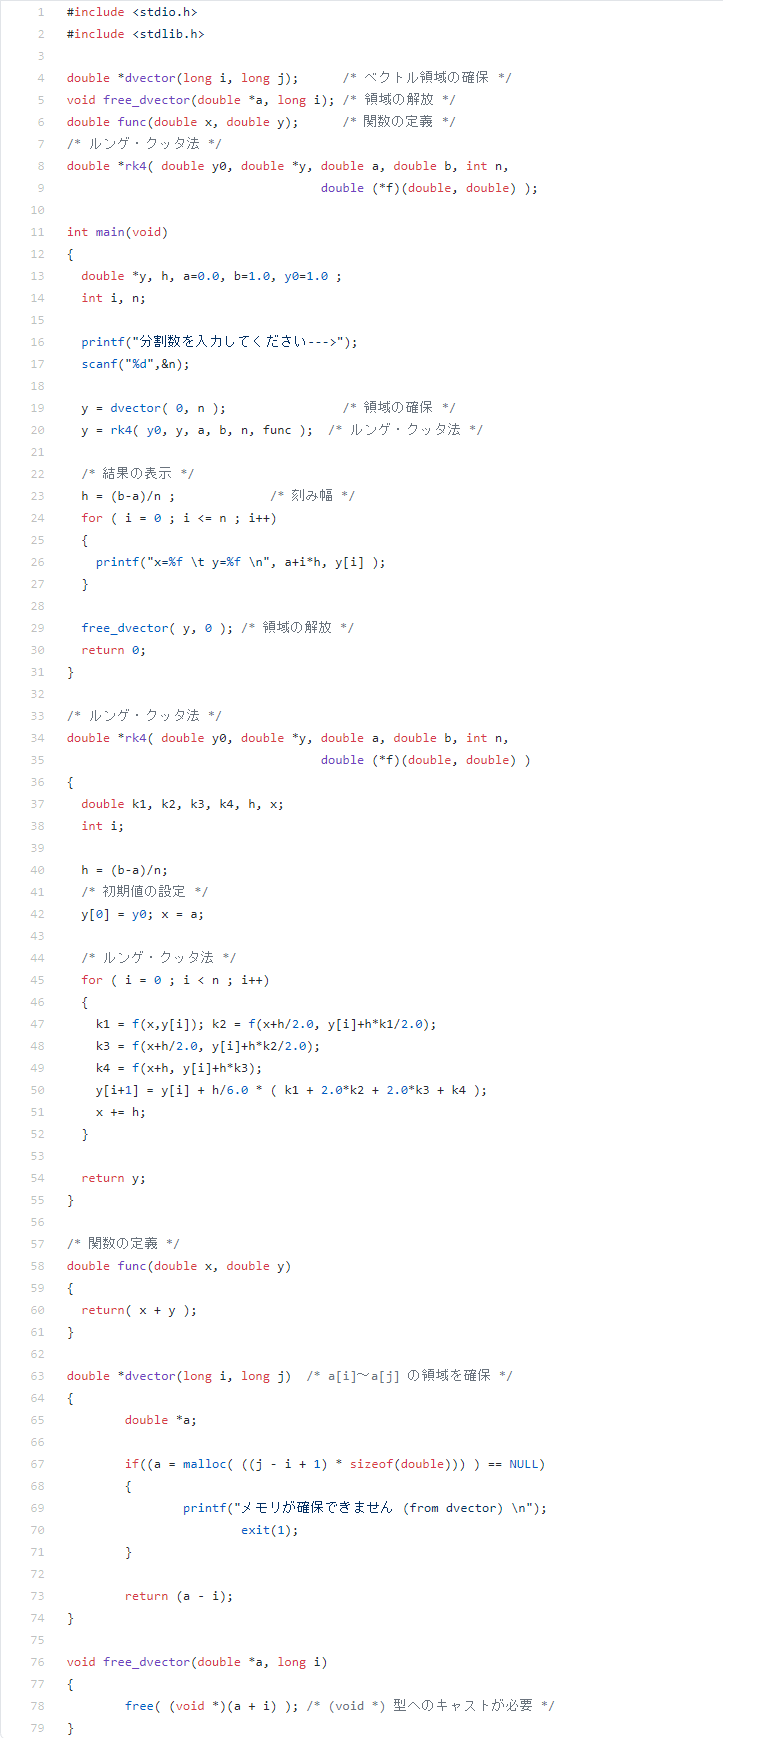 1 #include <stdio.h>
2 #include <stdlib.h>
3
4 double *dvector(long i, long j);      /* ベクトル領域の確保 */
5 void free_dvector(double *a, long i); /* 領域の解放 */
6 double func(double x, double y);      /* 関数の定義 */
7 /* ルンゲ・クッタ法 */
8 double *rk4( double y0, double *y, double a, double b, int n,
9                                    double (*f)(double, double) );
10
11 int main(void)
12 {
13   double *y, h, a=0.0, b=1.0, y0=1.0 ;
14   int i, n;
15
16   printf("分割数を入力してください--->");
17   scanf("%d",&n);
18
19   y = dvector( 0, n );                /* 領域の確保 */
20   y = rk4( y0, y, a, b, n, func );  /* ルンゲ・クッタ法 */
21
22   /* 結果の表示 */
23   h = (b-a)/n ;             /* 刻み幅 */
24   for ( i = 0 ; i <= n ; i++)
25   {
26     printf("x=%f \t y=%f \n", a+i*h, y[i] );
27   }
28
29   free_dvector( y, 0 ); /* 領域の解放 */
30   return 0;
31 }
32
33 /* ルンゲ・クッタ法 */
34 double *rk4( double y0, double *y, double a, double b, int n,
35                                    double (*f)(double, double) )
36 {
37   double k1, k2, k3, k4, h, x;
38   int i;
39
40   h = (b-a)/n;
41   /* 初期値の設定 */
42   y[0] = y0; x = a;
43
44   /* ルンゲ・クッタ法 */
45   for ( i = 0 ; i < n ; i++)
46   {
47     k1 = f(x,y[i]); k2 = f(x+h/2.0, y[i]+h*k1/2.0);
48     k3 = f(x+h/2.0, y[i]+h*k2/2.0);
49     k4 = f(x+h, y[i]+h*k3);
50     y[i+1] = y[i] + h/6.0 * ( k1 + 2.0*k2 + 2.0*k3 + k4 );
51     x += h;
52   }
53
54   return y;
55 }
56
57 /* 関数の定義 */
58 double func(double x, double y)
59 {
60   return( x + y );
61 }
62
63 double *dvector(long i, long j)  /* a[i]～a[j] の領域を確保 */
64 {
65         double *a;
66
67         if((a = malloc( ((j - i + 1) * sizeof(double))) ) == NULL)
68         {
69                 printf("メモリが確保できません (from dvector) \n");
70                         exit(1);
71         }
72
73         return (a - i);
74 }
75
76 void free_dvector(double *a, long i)
77 {
78         free( (void *)(a + i) ); /* (void *) 型へのキャストが必要 */
79 }